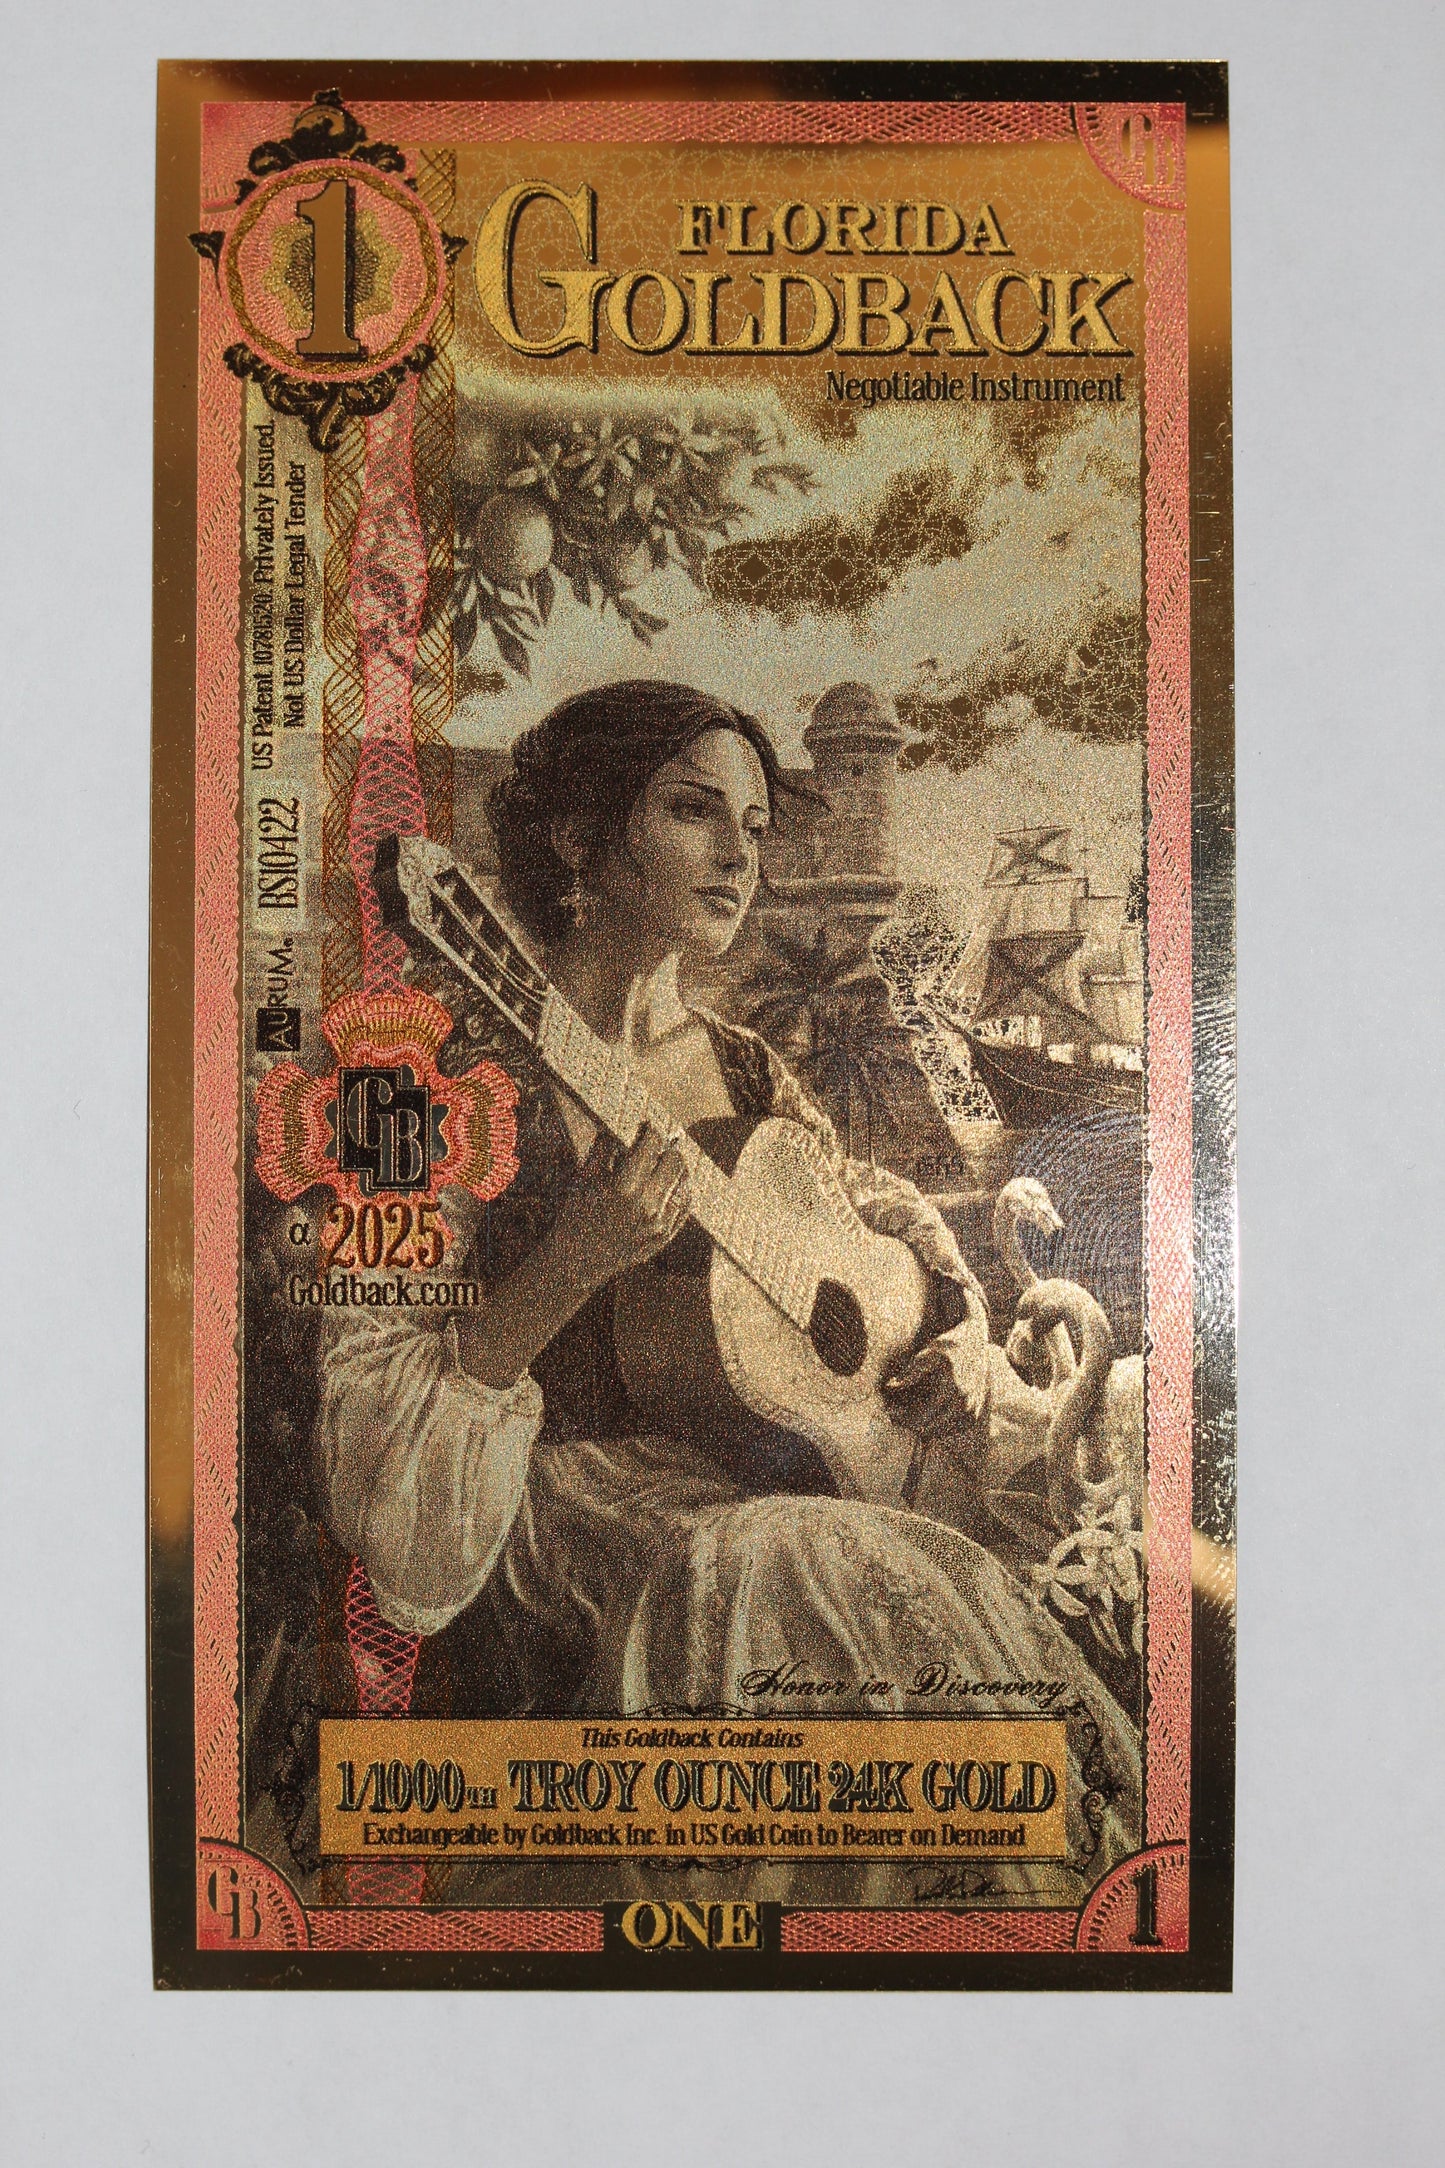 1
GB
FLORIDA
GOLDBACK
Negotiable Instrument
US Patent 10781520. Privately Issued.
Not US Dollar Legal Tender
AURUM®
BS10422
GB
α 2025
Goldback.com
1565
Honor in Discovery
This Goldback Contains
1/1000TH TROY OUNCE 24K GOLD
Exchangeable by Goldback Inc. in US Gold Coin to Bearer on Demand
GB
ONE
1